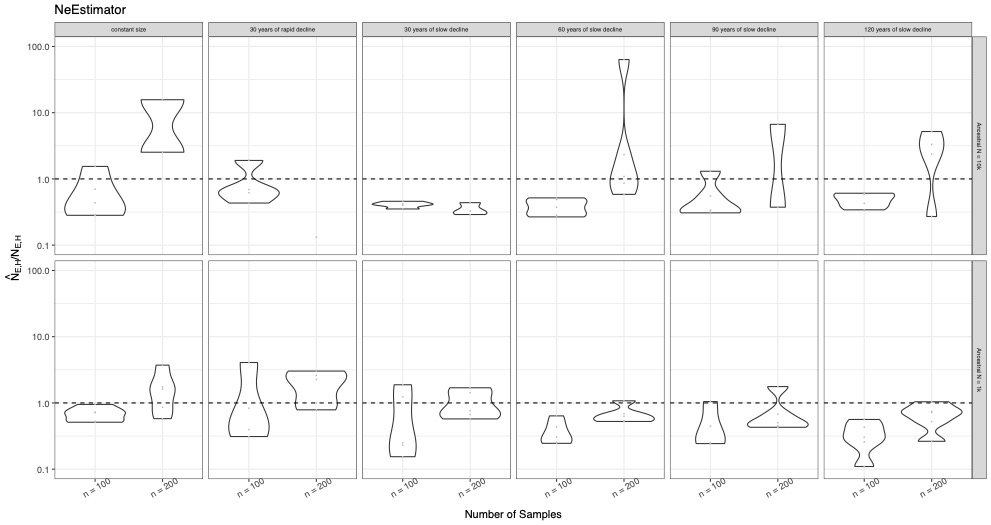 NeEstimator
constant size
30 years of rapid decline
30 years of slow decline
60 years of slow decline
90 years of slow decline
120 years of slow decline
100.0
10.0
1.0
0.1
Ancestral N = 10k
N̂E,H/NE,H
100.0
10.0
1.0
0.1
Ancestral N = 1k
n = 100
n = 200
n = 100
n = 200
n = 100
n = 200
n = 100
n = 200
n = 100
n = 200
n = 100
n = 200
Number of Samples